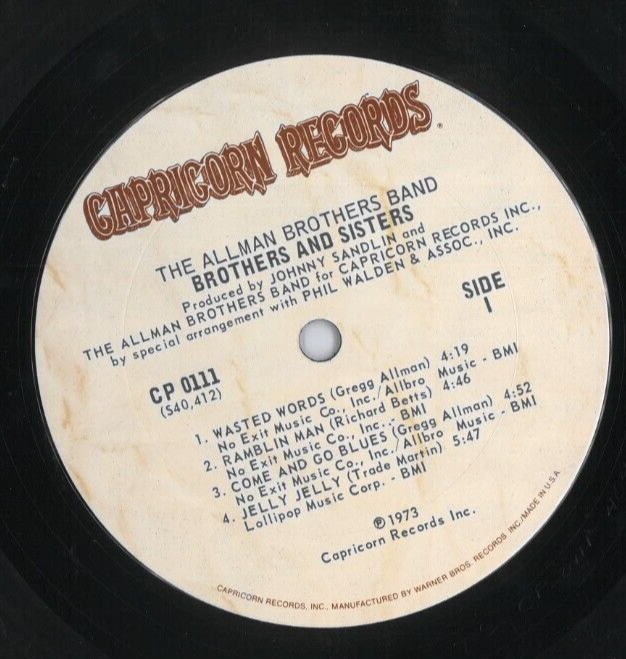 CAPRICORN RECORDS®
THE ALLMAN BROTHERS BAND
BROTHERS AND SISTERS
Produced by JOHNNY SANDLIN and
THE ALLMAN BROTHERS BAND for CAPRICORN RECORDS INC.,
by special arrangement with PHIL WALDEN & ASSOC., INC.
SIDE
I
CP 0111
(S40,412)
1. WASTED WORDS (Gregg Allman) 4:19
No Exit Music Co., Inc./Allbro Music - BMI
2. RAMBLIN MAN (Richard Betts) 4:46
No Exit Music Co., Inc. - BMI
3. COME AND GO BLUES (Gregg Allman) 4:52
No Exit Music Co., Inc./Allbro Music - BMI
4. JELLY JELLY (Trade Martin) 5:47
Lollipop Music Corp. - BMI
℗ 1973
Capricorn Records Inc.
CAPRICORN RECORDS, INC., MANUFACTURED BY WARNER BROS. RECORDS INC./MADE IN U.S.A